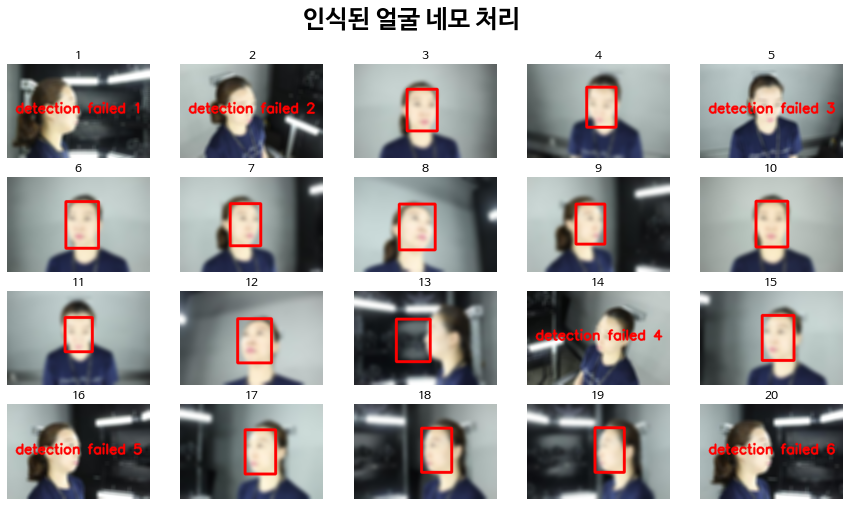 인식된 얼굴 네모 처리
1 2 3 4 5
detection failed 1 detection failed 2 detection failed 3
6 7 8 9 10
11 12 13 14 15
detection failed 4
16 17 18 19 20
detection failed 5 detection failed 6